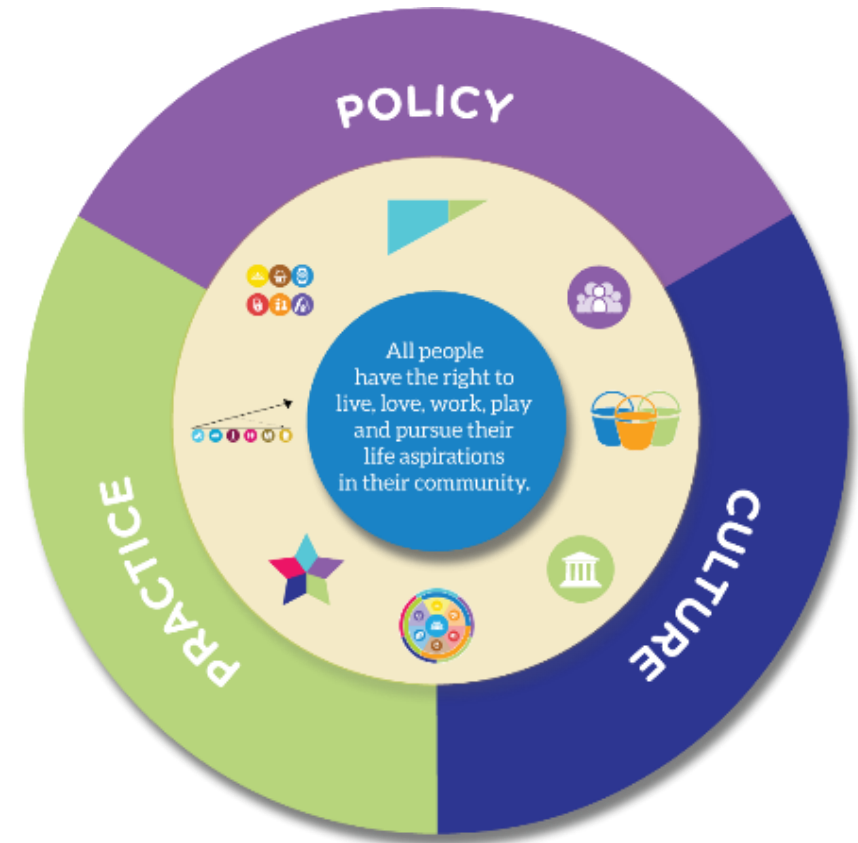 POLICY
All people
have the right to
live, love, work, play
and pursue their
life aspirations
in their community.
PRACTICE
CULTURE